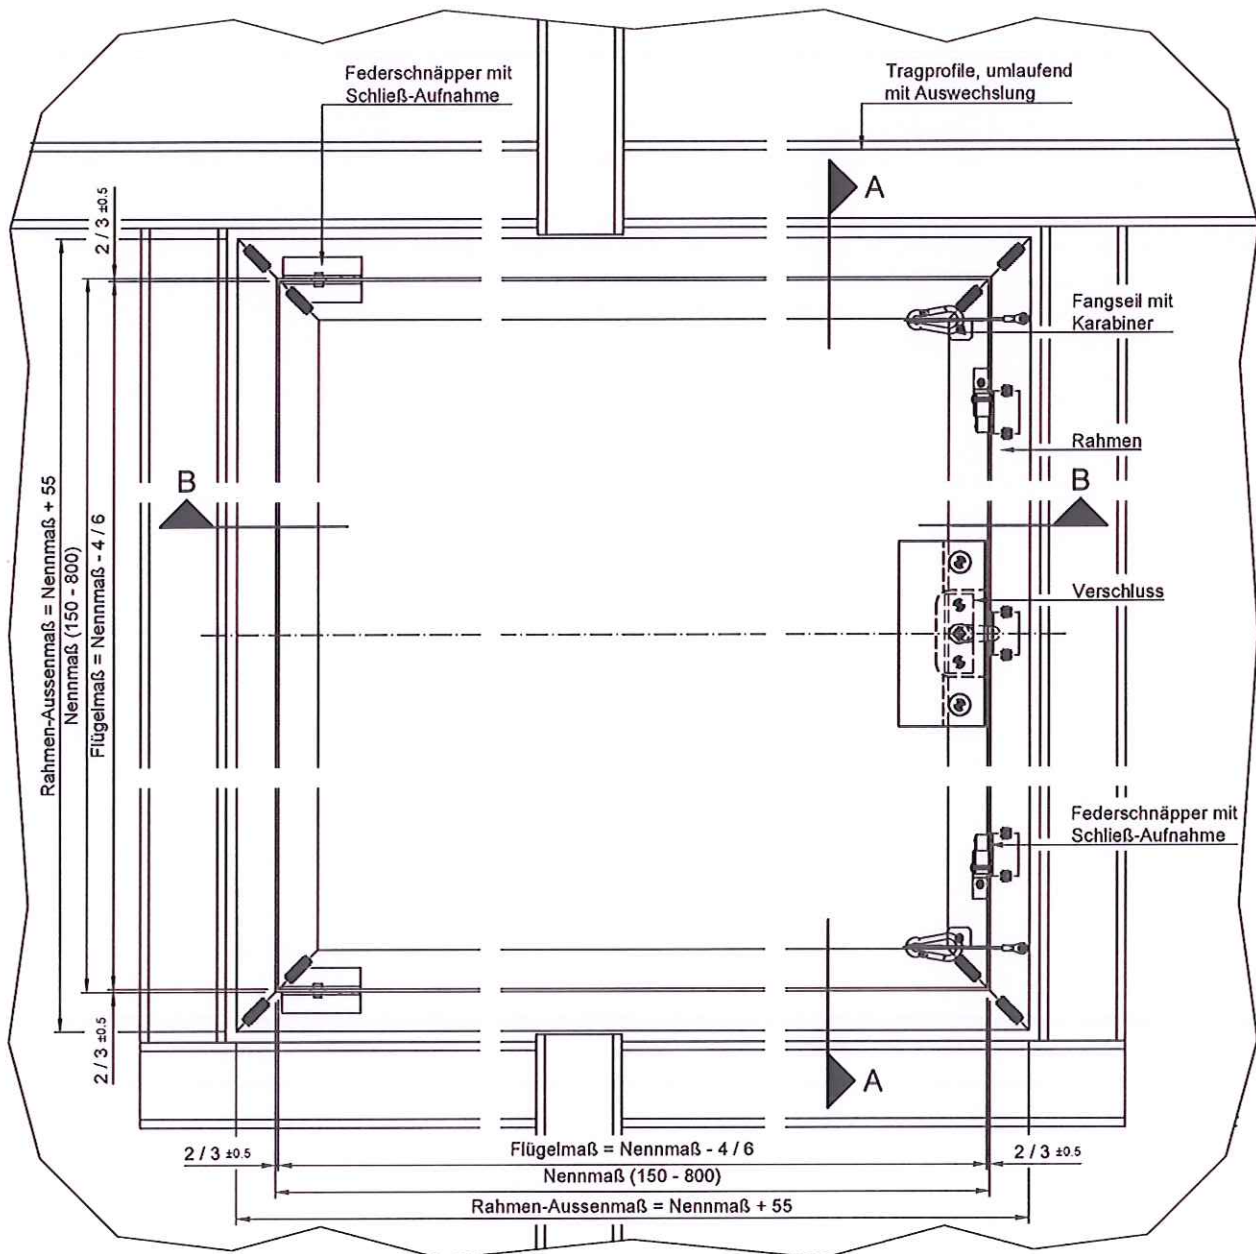 Federschnäpper mit
Schließ-Aufnahme
Tragprofile, umlaufend
mit Auswechslung
A
2 / 3 ±0.5
Fangseil mit
Karabiner
Rahmen
B
B
Rahmen-Aussenmaß = Nennmaß + 55
Nennmaß (150 - 800)
Flügelmaß = Nennmaß - 4 / 6
Verschluss
Federschnäpper mit
Schließ-Aufnahme
2 / 3 ±0.5
A
2 / 3 ±0.5
Flügelmaß = Nennmaß - 4 / 6
2 / 3 ±0.5
Nennmaß (150 - 800)
Rahmen-Aussenmaß = Nennmaß + 55